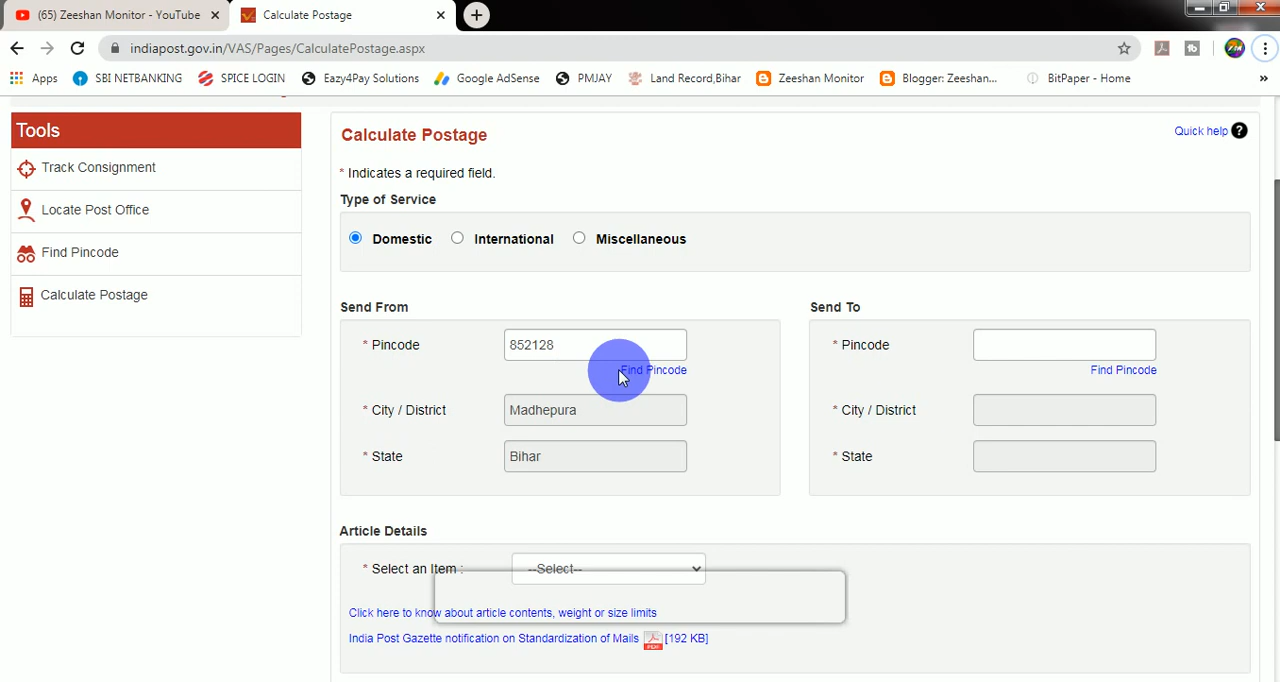 (65) Zeeshan Monitor - YouTube
Calculate Postage
indiapost.gov.in/VAS/Pages/CalculatePostage.aspx
Apps SBI NETBANKING SPICE LOGIN Eazy4Pay Solutions Google AdSense PMJAY Land Record,Bihar Zeeshan Monitor Blogger: Zeeshan... BitPaper - Home »
Tools
Track Consignment
Locate Post Office
Find Pincode
Calculate Postage
Calculate Postage
Quick help ?
* Indicates a required field.
Type of Service
Domestic International Miscellaneous
Send From
* Pincode 852128
Find Pincode
* City / District Madhepura
* State Bihar
Send To
* Pincode
Find Pincode
* City / District
* State
Article Details
* Select an Item : --Select--
Click here to know about article contents, weight or size limits
India Post Gazette notification on Standardization of Mails [192 KB]